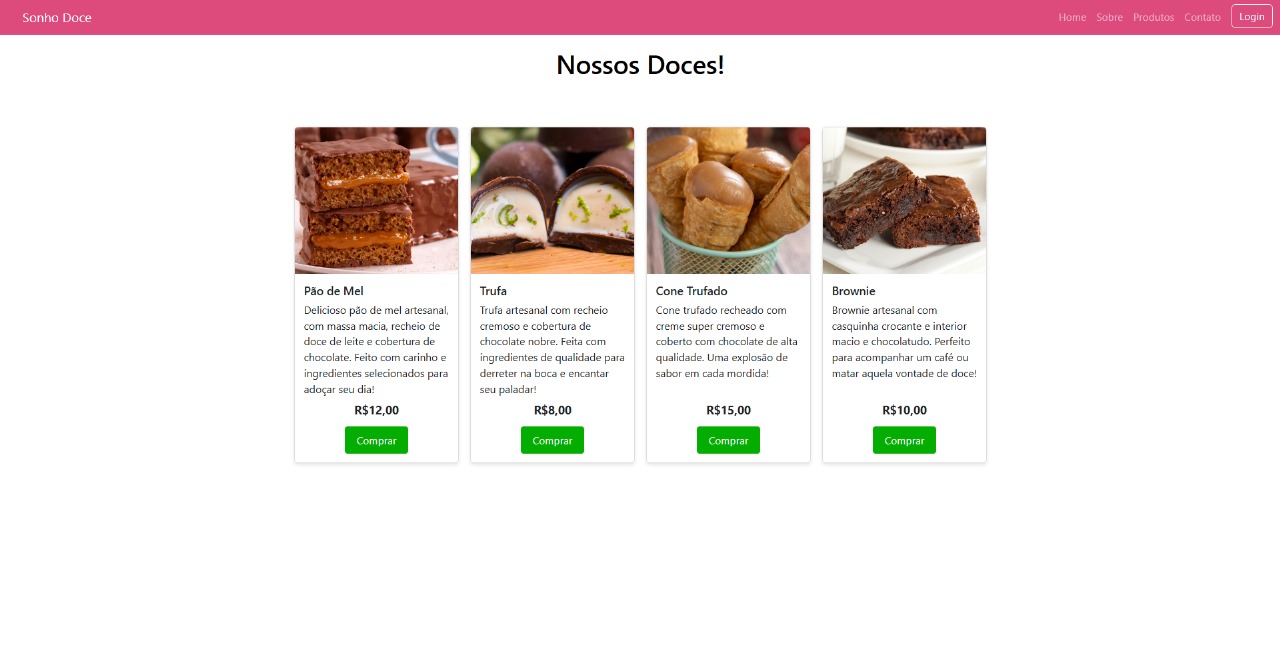 Sonho Doce
Home Sobre Produtos Contato Login
Nossos Doces!
Pão de Mel
Delicioso pão de mel artesanal,
com massa macia, recheio de
doce de leite e cobertura de
chocolate. Feito com carinho e
ingredientes selecionados para
adoçar seu dia!
R$12,00
Comprar
Trufa
Trufa artesanal com recheio
cremoso e cobertura de
chocolate nobre. Feita com
ingredientes de qualidade para
derreter na boca e encantar
seu paladar!
R$8,00
Comprar
Cone Trufado
Cone trufado recheado com
creme super cremoso e
coberto com chocolate de alta
qualidade. Uma explosão de
sabor em cada mordida!
R$15,00
Comprar
Brownie
Brownie artesanal com
casquinha crocante e interior
macio e chocolatudo. Perfeito
para acompanhar um café ou
matar aquela vontade de doce!
R$10,00
Comprar